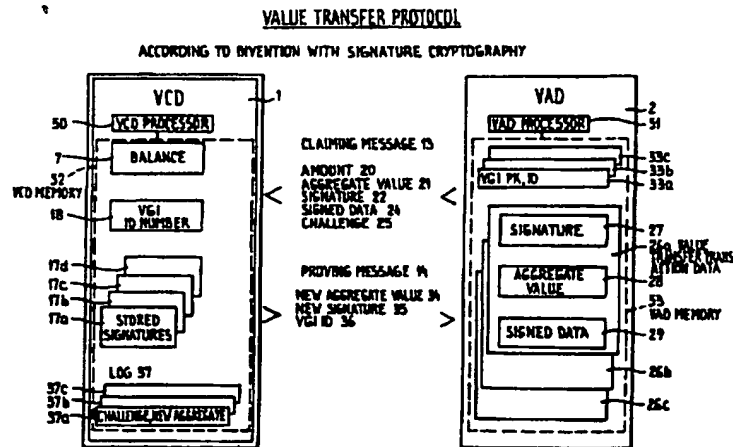 VALUE TRANSFER PROTOCOL
ACCORDING TO INVENTION WITH SIGNATURE CRYPTOGRAPHY
VCD
1
50
VCD PROCESSOR
7
BALANCE
32
VCD MEMORY
18
VGI
ID NUMBER
17d
17c
17b
17a
STORED
SIGNATURES
LOG 37
37c
37b
37a
CHALLENGE, NEW AGGREGATE
CLAIMING MESSAGE 13
AMOUNT 20
AGGREGATE VALUE 21
SIGNATURE 22
SIGNED DATA 24
CHALLENGE 25
PROVING MESSAGE 14
NEW AGGREGATE VALUE 34
NEW SIGNATURE 35
VGI ID 36
VAD
2
VAD PROCESSOR
51
33c
33b
33a
VGI PK, ID
SIGNATURE
27
26a VALUE
TRANSFER TRANS
ACTION DATA
AGGREGATE
VALUE
28
53
VAD MEMORY
SIGNED DATA
29
26b
26c